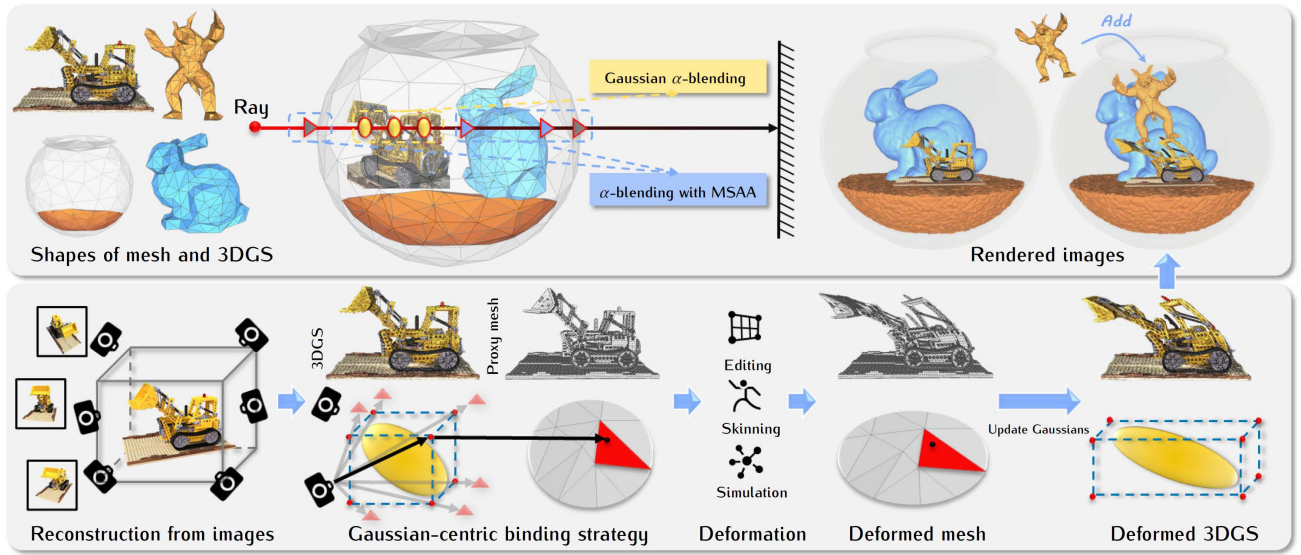 Add
Gaussian α-blending
Ray
α-blending with MSAA
Shapes of mesh and 3DGS
Rendered images
3DGS
Proxy mesh
Editing
Skinning
Update Gaussians
Simulation
Reconstruction from images
Gaussian-centric binding strategy
Deformation
Deformed mesh
Deformed 3DGS